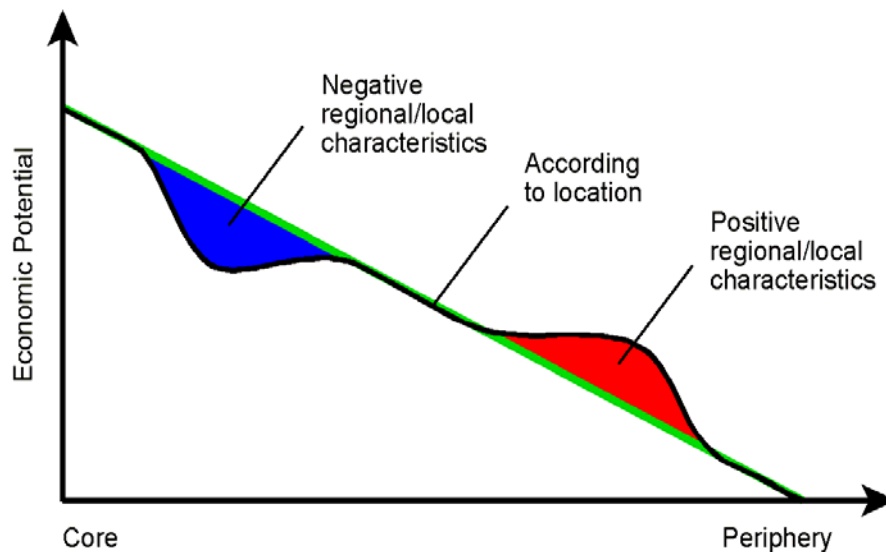 Negative
regional/local
characteristics
According
to location
Positive
regional/local
characteristics
Economic Potential
Core
Periphery